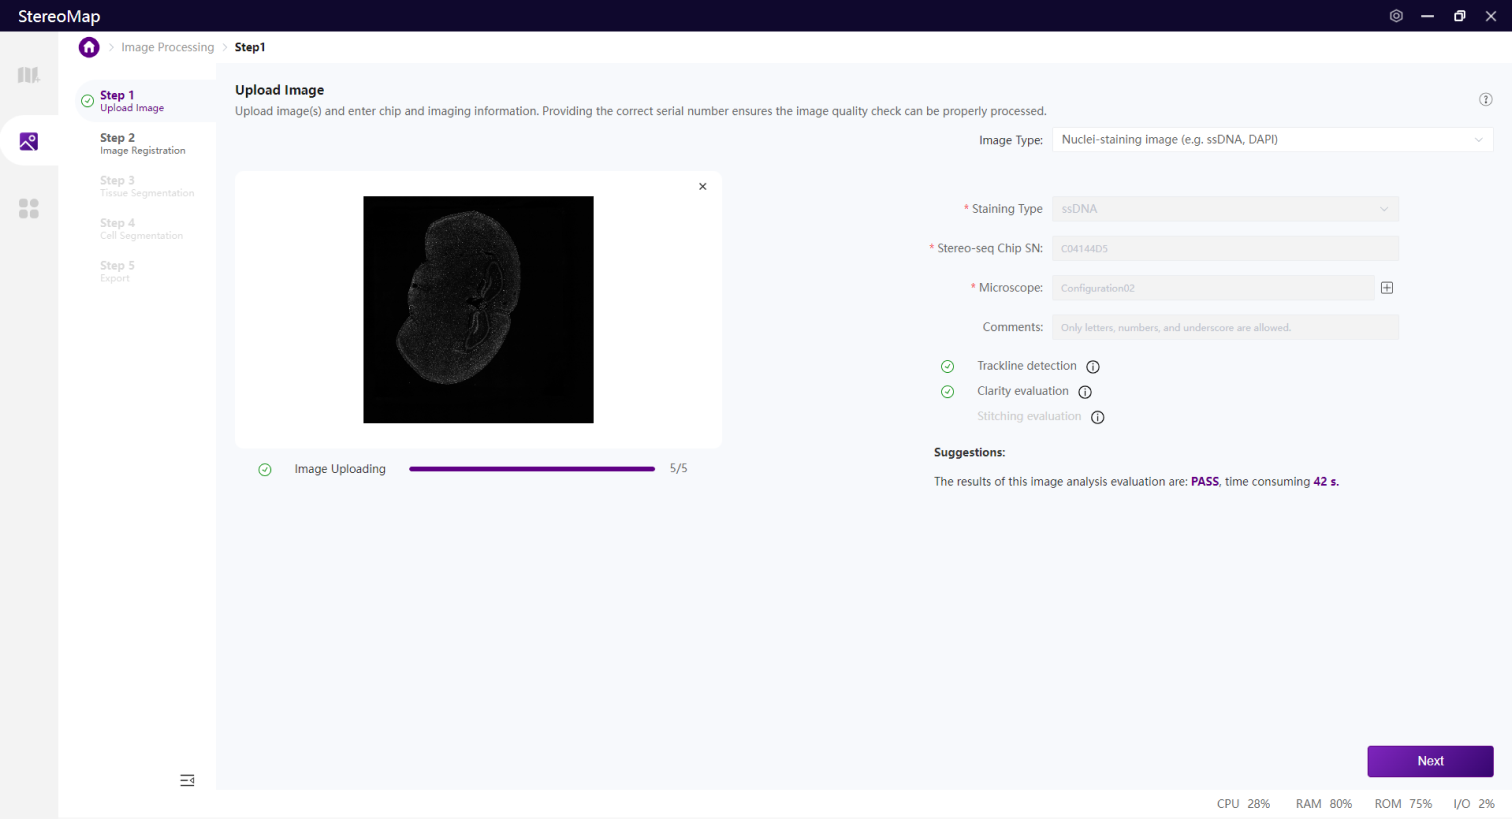 StereoMap
Image Processing > Step1
Step 1
Upload Image
Step 2
Image Registration
Step 3
Tissue Segmentation
Step 4
Cell Segmentation
Step 5
Export
Upload Image
Upload image(s) and enter chip and imaging information. Providing the correct serial number ensures the image quality check can be properly processed.
Image Type: Nuclei-staining image (e.g. ssDNA, DAPI)
* Staining Type ssDNA
* Stereo-seq Chip SN: C04144D5
* Microscope: Configuration02
Comments: Only letters, numbers, and underscore are allowed.
Trackline detection
Clarity evaluation
Stitching evaluation
Image Uploading 5/5
Suggestions:
The results of this image analysis evaluation are: PASS, time consuming 42 s.
Next
CPU 28% RAM 80% ROM 75% I/O 2%